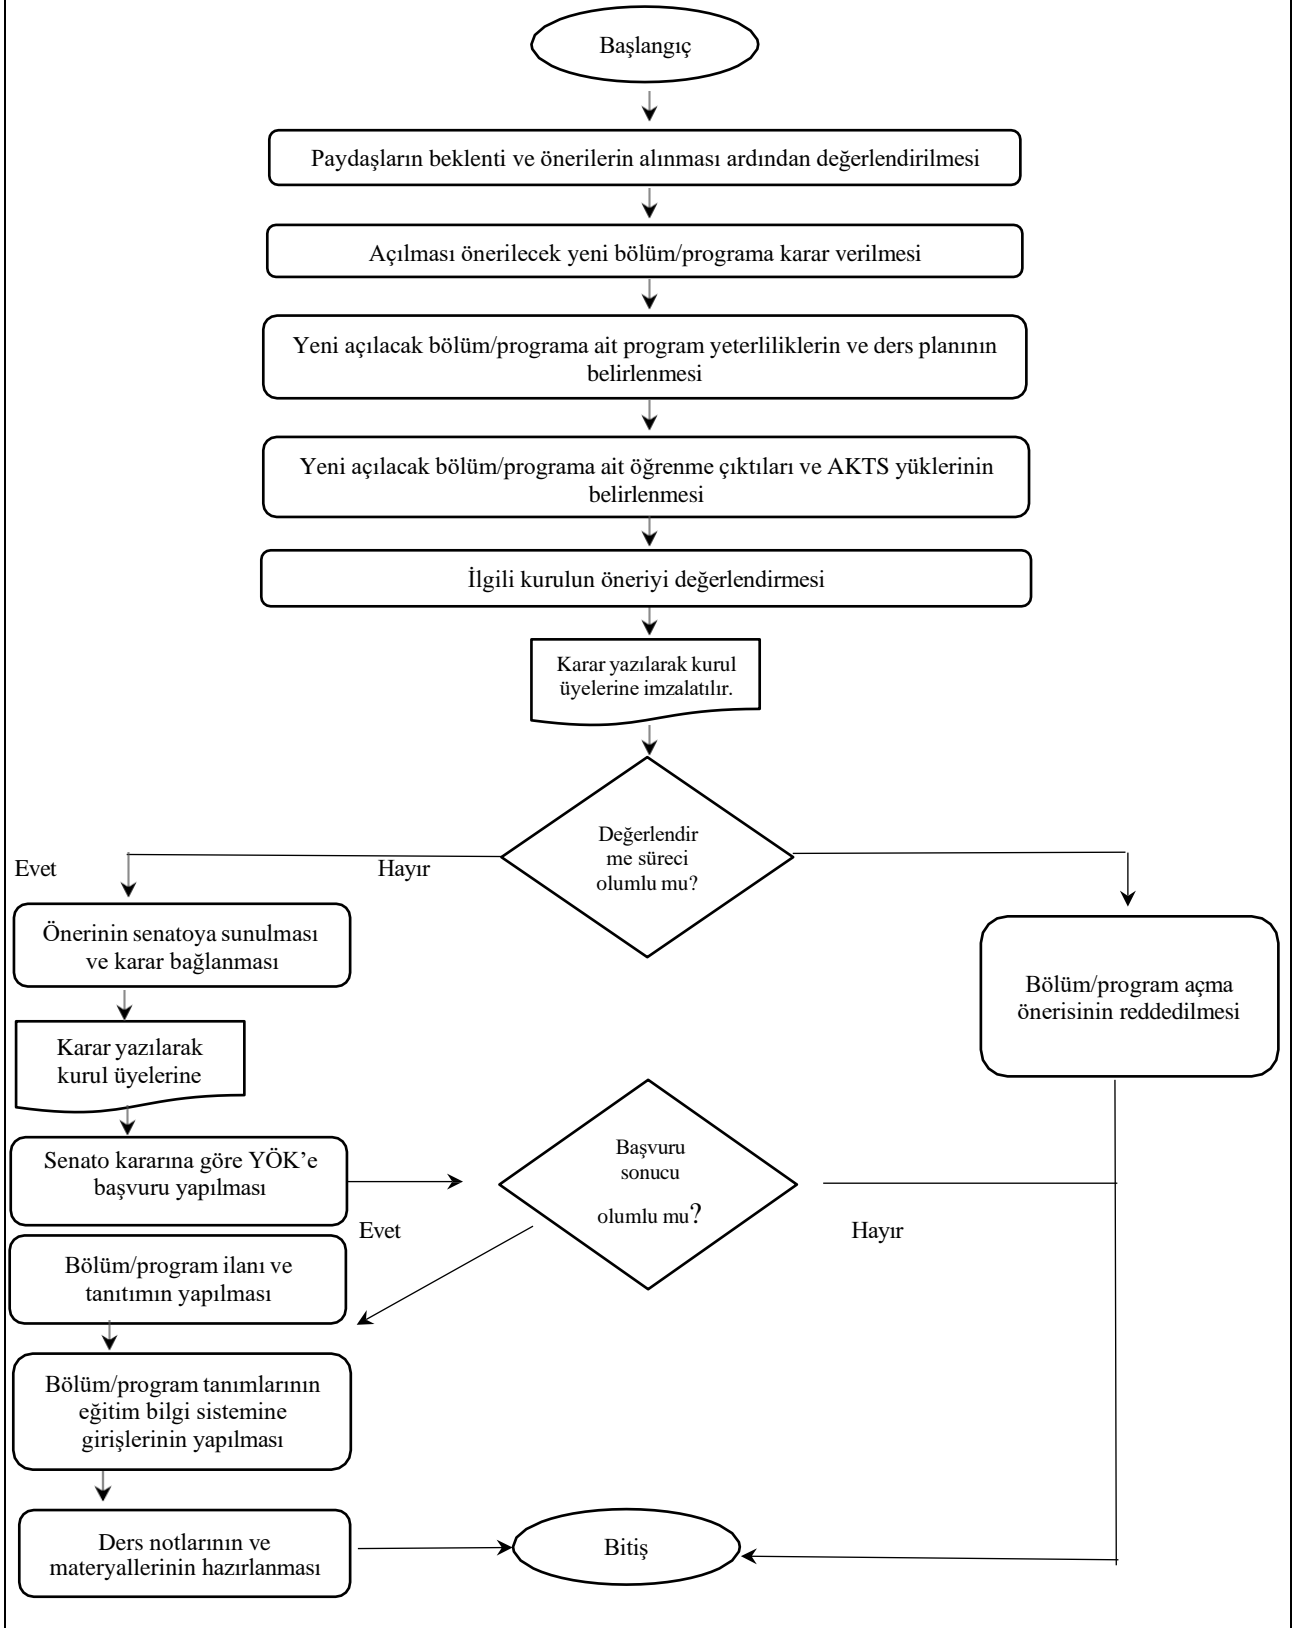 Başlangıç
Paydaşların beklenti ve önerilerin alınması ardından değerlendirilmesi
Açılması önerilecek yeni bölüm/programa karar verilmesi
Yeni açılacak bölüm/programa ait program yeterliliklerin ve ders planının
belirlenmesi
Yeni açılacak bölüm/programa ait öğrenme çıktıları ve AKTS yüklerinin
belirlenmesi
İlgili kurulun öneriyi değerlendirmesi
Karar yazılarak kurul
üyelerine imzalatılır.
Değerlendir
me süreci
olumlu mu?
Evet
Hayır
Önerinin senatoya sunulması
ve karar bağlanması
Bölüm/program açma
önerisinin reddedilmesi
Karar yazılarak
kurul üyelerine
Senato kararına göre YÖK’e
başvuru yapılması
Başvuru
sonucu
olumlu mu?
Evet
Hayır
Bölüm/program ilanı ve
tanıtımın yapılması
Bölüm/program tanımlarının
eğitim bilgi sistemine
girişlerinin yapılması
Ders notlarının ve
materyallerinin hazırlanması
Bitiş